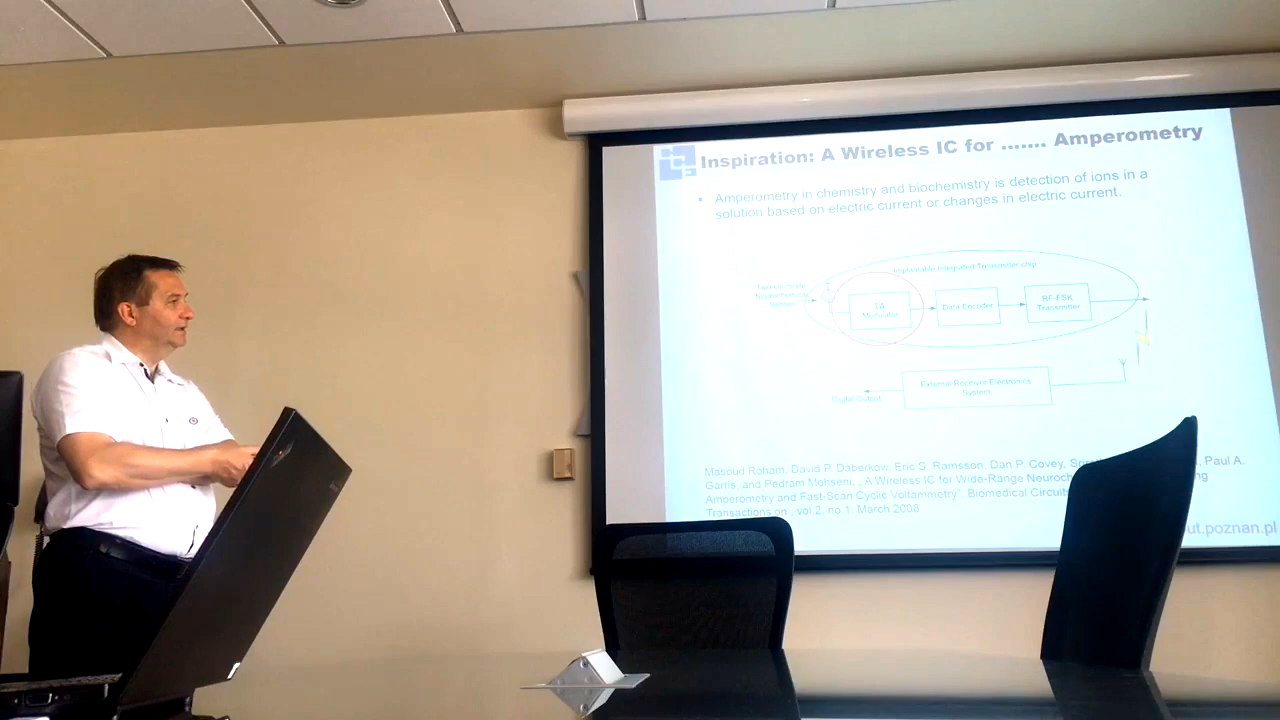 Inspiration: A Wireless IC for ....... Amperometry
• Amperometry in chemistry and biochemistry is detection of ions in a
solution based on electric current or changes in electric current.
Implantable Integrated Transmitter chip
ΣΔ
Modulator
Data Encoder
RF-FSK
Transmitter
External Receiver Electronics
System
Digital Output
Masoud Roham, David P. Daberkow, Eric S. Ramsson, Dan P. Covey, Paul A.
Garris, and Pedram Mohseni, „ A Wireless IC for Wide-Range
Amperometry and Fast-Scan Cyclic Voltammetry”, Biomedical Circuits
Transactions on , vol.2, no.1, March 2008
ut.poznan.pl